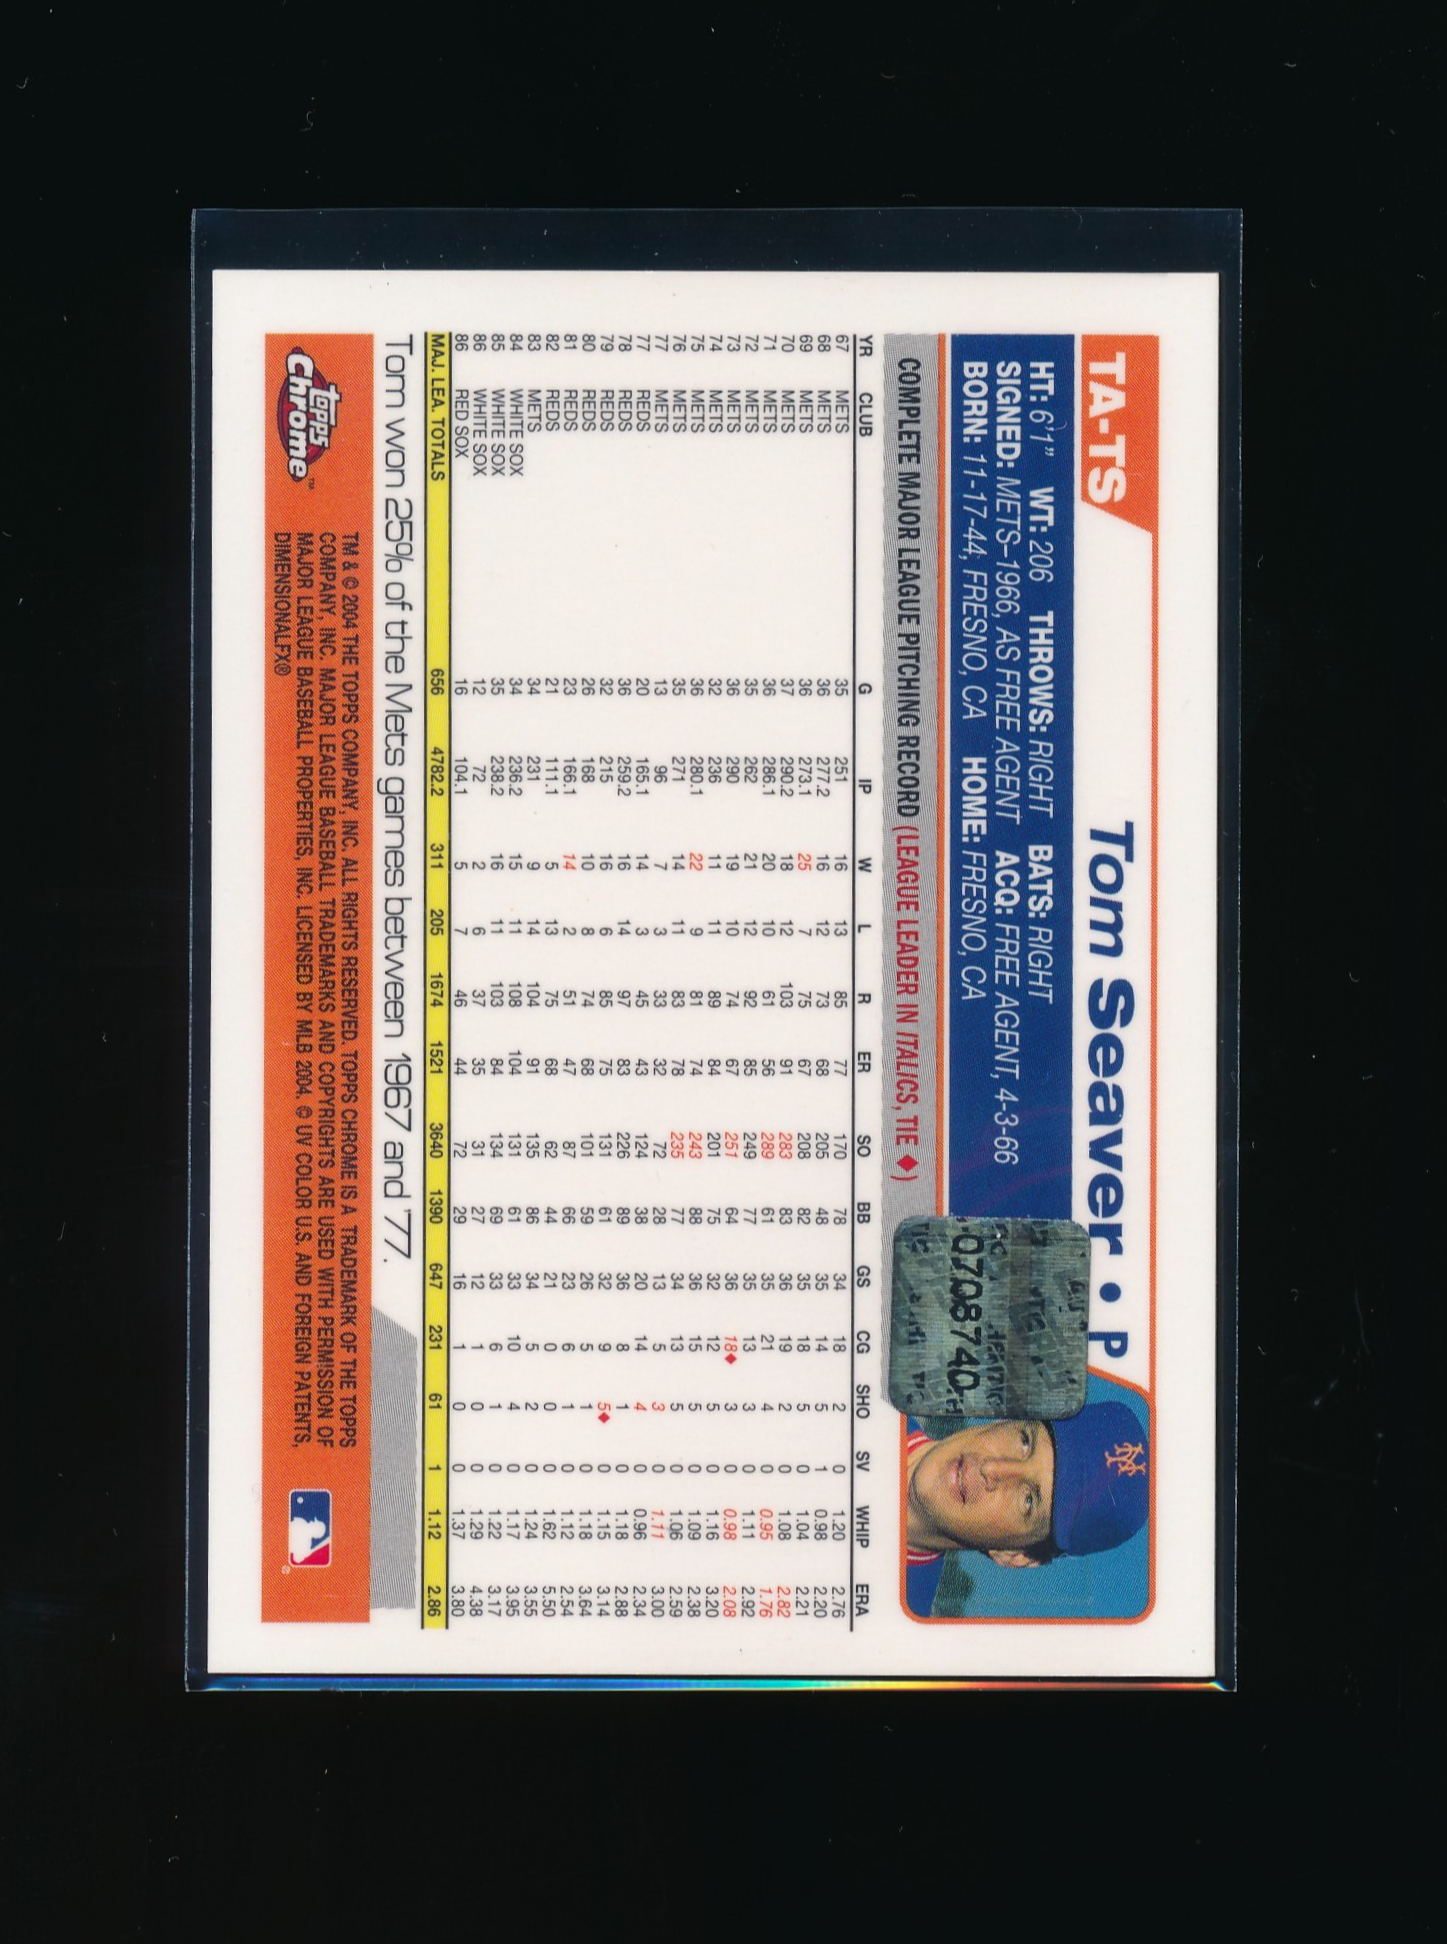 TA-TS
Tom Seaver • P
HT: 6'1" WT: 206 THROWS: RIGHT BATS: RIGHT
SIGNED: METS–1966, AS FREE AGENT ACQ: FREE AGENT, 4-3-66
BORN: 11-17-44, FRESNO, CA HOME: FRESNO, CA
0708740
COMPLETE MAJOR LEAGUE PITCHING RECORD (LEAGUE LEADER IN ITALICS, TIE ♦)
YR CLUB G IP W L R ER SO BB GS CG SHO SV WHIP ERA
67 METS 35 251 16 13 85 77 170 78 34 18 2 0 1.20 2.76
68 METS 36 277.2 16 12 73 68 205 48 35 14 5 1 0.98 2.20
69 METS 36 273.1 25 7 75 67 208 82 35 18 5 0 1.04 2.21
70 METS 37 290.2 18 12 103 91 283 83 36 19 2 0 1.08 2.82
71 METS 36 286.1 20 10 61 56 289 61 35 21 4 0 0.95 1.76
72 METS 35 262 21 12 92 85 249 77 35 13 3 0 1.11 2.92
73 METS 36 290 19 10 74 67 251 64 36 18♦ 3 0 0.98 2.08
74 METS 32 236 11 11 89 84 201 75 32 12 5 0 1.16 3.20
75 METS 36 280.1 22 9 81 74 243 88 36 15 5 0 1.09 2.38
76 METS 35 271 14 11 83 78 235 77 34 13 5 0 1.06 2.59
77 METS 13 96 7 3 33 32 72 28 13 5 3 0 1.11 3.00
77 REDS 20 165.1 14 3 45 43 124 38 20 14 4 0 0.96 2.34
78 REDS 36 259.2 16 14 97 83 226 89 36 8 1 0 1.18 2.88
79 REDS 32 215 16 6 85 75 131 61 32 9 5♦ 0 1.15 3.14
80 REDS 26 168 10 8 74 68 101 59 26 5 1 0 1.18 3.64
81 REDS 23 166.1 14 2 51 47 87 66 23 6 1 0 1.12 2.54
82 REDS 21 111.1 5 13 75 68 62 44 21 0 0 0 1.62 5.50
83 METS 34 231 9 14 104 91 135 86 34 5 2 0 1.24 3.55
84 WHITE SOX 34 236.2 15 11 108 104 131 61 33 10 4 0 1.17 3.95
85 WHITE SOX 35 238.2 16 11 103 84 134 69 33 6 1 0 1.22 3.17
86 WHITE SOX 12 72 2 6 37 35 31 27 12 1 0 0 1.29 4.38
86 RED SOX 16 104.1 5 7 46 44 72 29 16 1 0 0 1.37 3.80
MAJ. LEA. TOTALS 656 4782.2 311 205 1674 1521 3640 1390 647 231 61 1 1.12 2.86
Tom won 25% of the Mets games between 1967 and '77.
topps Chrome™
TM & © 2004 THE TOPPS COMPANY, INC. ALL RIGHTS RESERVED. TOPPS CHROME IS A TRADEMARK OF THE TOPPS
COMPANY, INC. MAJOR LEAGUE BASEBALL TRADEMARKS AND COPYRIGHTS ARE USED WITH PERMISSION OF
MAJOR LEAGUE BASEBALL PROPERTIES, INC. LICENSED BY MLB 2004. © UV COLOR U.S. AND FOREIGN PATENTS,
DIMENSIONALFX®